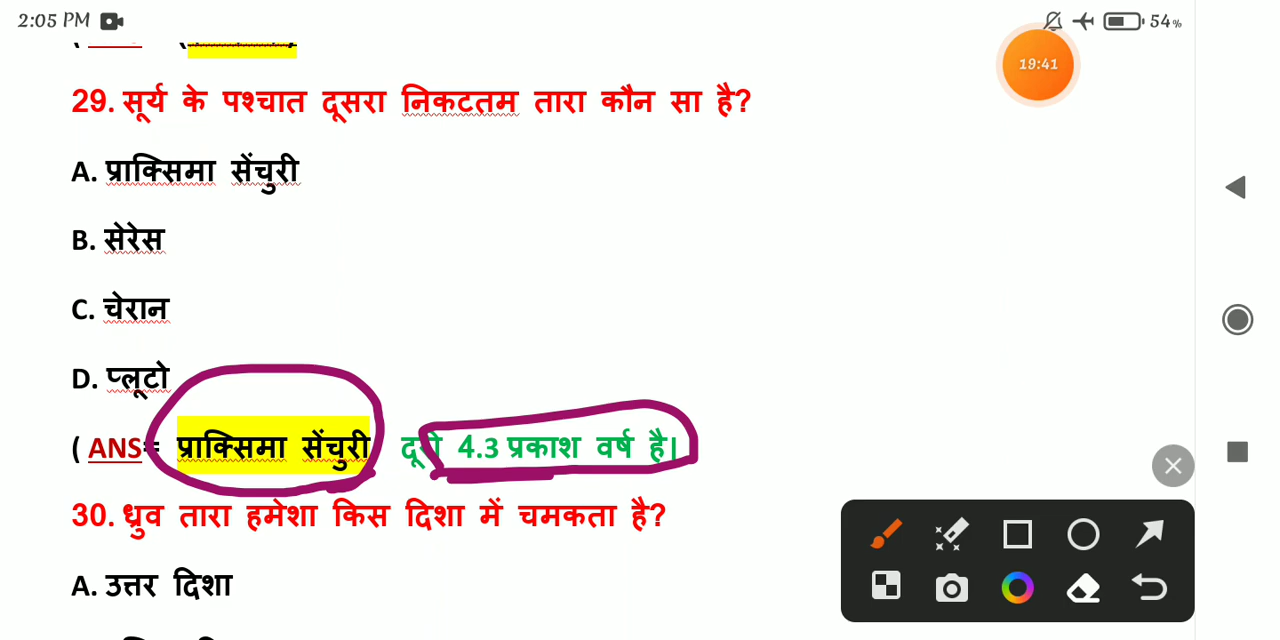 2:05 PM 54%
19:41
29. सूर्य के पश्चात दूसरा निकटतम तारा कौन सा है?
A. प्राक्सिमा सेंचुरी
B. सेरेस
C. चेरान
D. प्लूटो
( ANS= प्राक्सिमा सेंचुरी दूरी 4.3 प्रकाश वर्ष है|
30. ध्रुव तारा हमेशा किस दिशा में चमकता है?
A. उत्तर दिशा